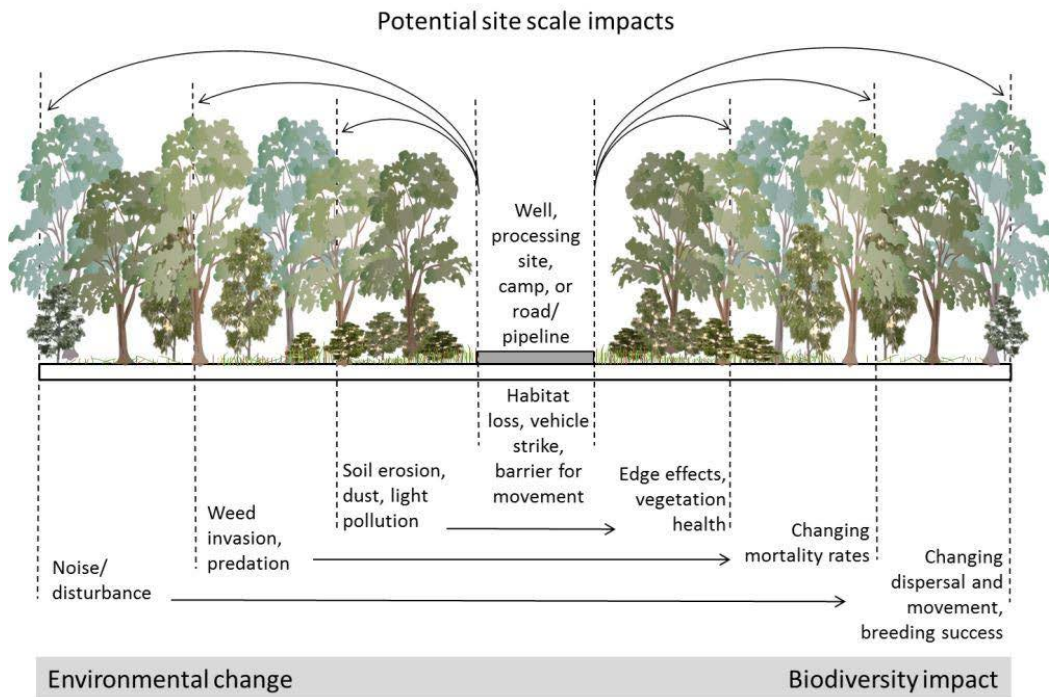 Potential site scale impacts
Well,
processing
site,
camp, or
road/
pipeline
Habitat
loss, vehicle
strike,
barrier for
movement
Soil erosion,
dust, light
pollution
Edge effects,
vegetation
health
Weed
invasion,
predation
Changing
mortality rates
Noise/
disturbance
Changing
dispersal and
movement,
breeding success
Environmental change
Biodiversity impact